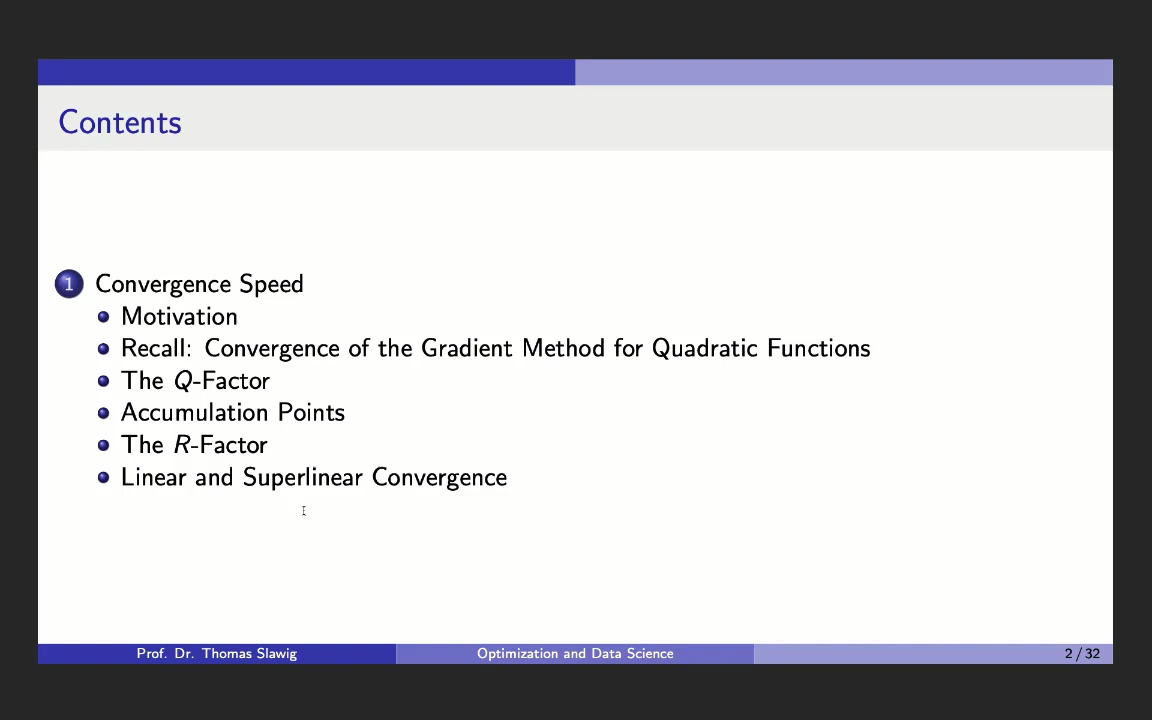 Contents
1 Convergence Speed
Motivation
Recall: Convergence of the Gradient Method for Quadratic Functions
The Q-Factor
Accumulation Points
The R-Factor
Linear and Superlinear Convergence
Prof. Dr. Thomas Slawig Optimization and Data Science 2 / 32